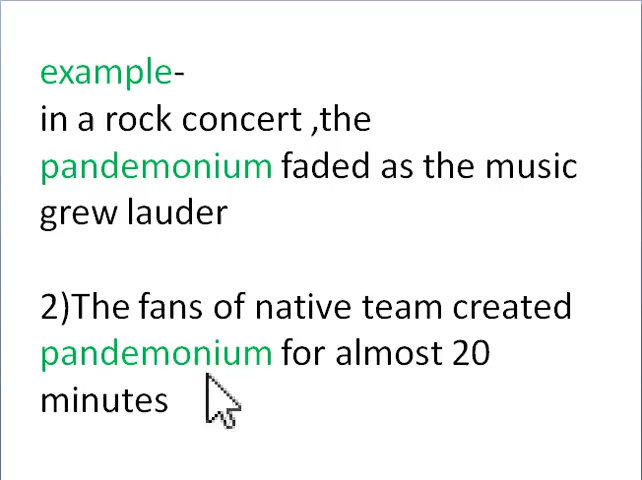 example-
in a rock concert ,the
pandemonium faded as the music
grew lauder
2)The fans of native team created
pandemonium for almost 20
minutes